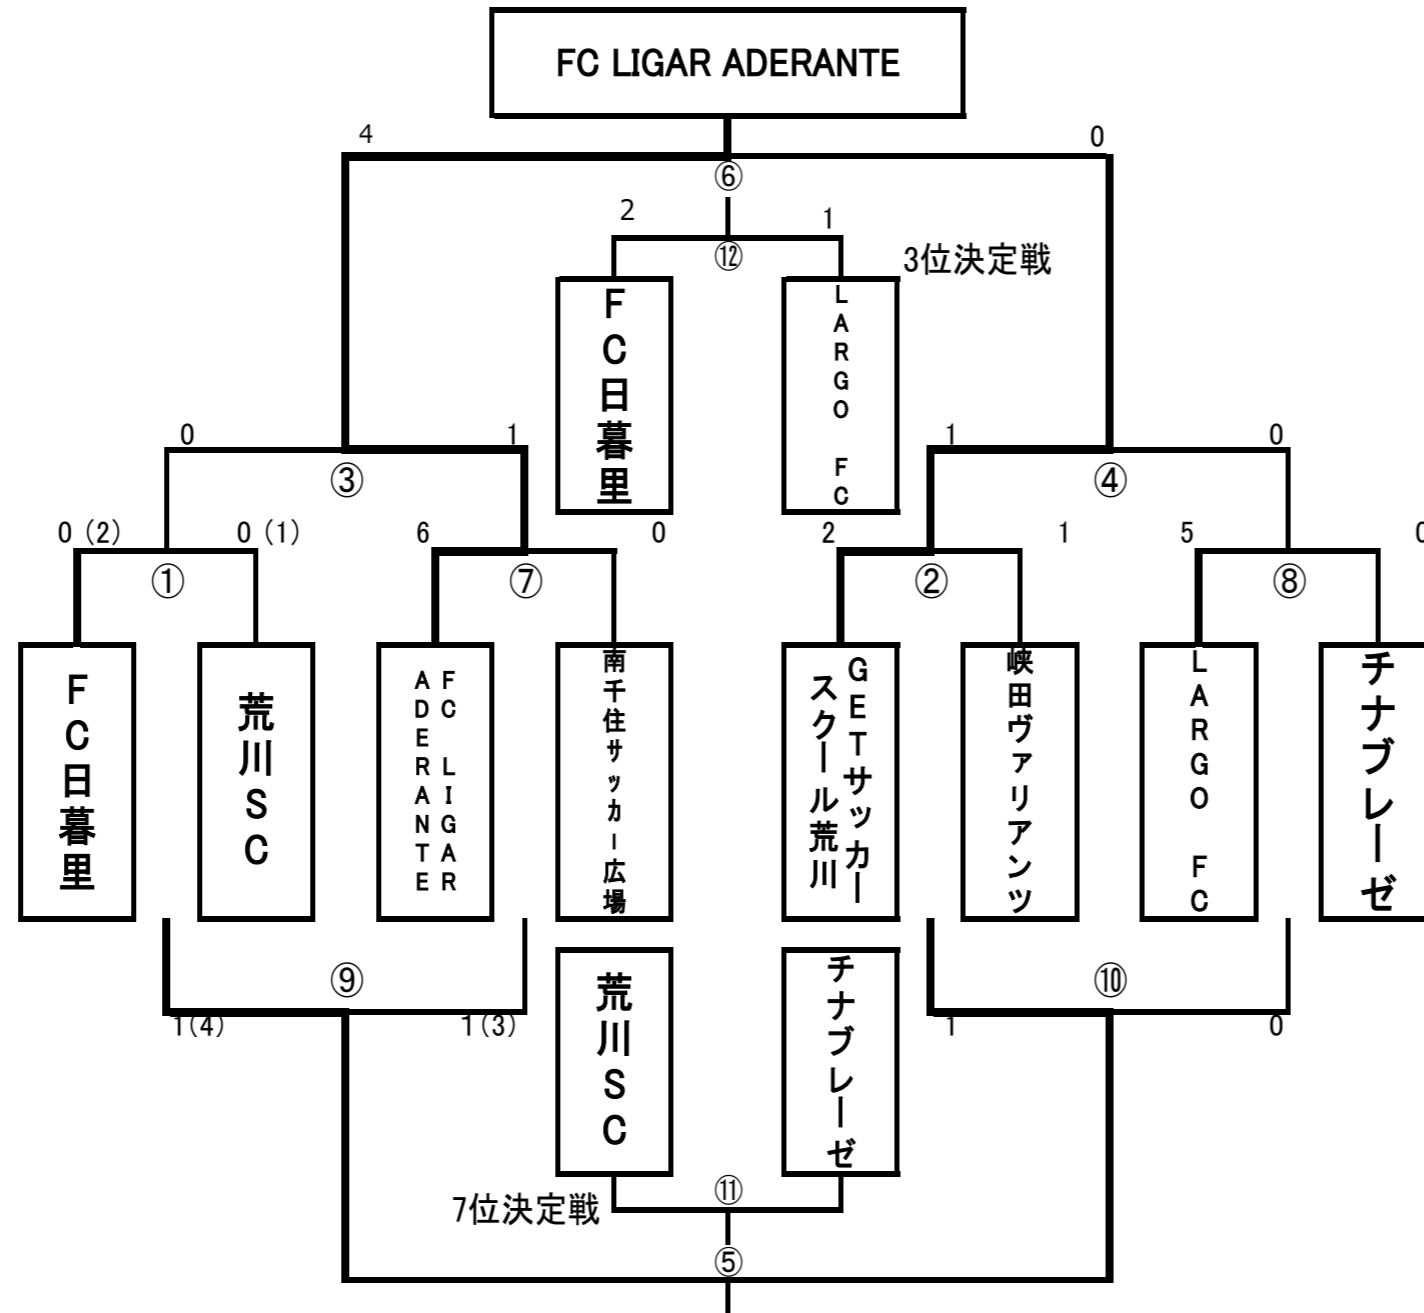 FC LIGAR ADERANTE
4
0
⑥
2
1
⑫
3位決定戦
FC日暮里
LARGO FC
0
1
③
1
0
④
0(2)
0(1)
①
6
0
⑦
2
1
②
5
0
⑧
FC日暮里
荒川SC
FC LIGAR
ADERANTE
南千住サッカー広場
GETサッカー
スクール荒川
峡田ヴァリアンツ
LARGO FC
チナブレーゼ
⑨
1(4)
1(3)
⑩
1
0
荒川SC
チナブレーゼ
7位決定戦
⑪
⑤